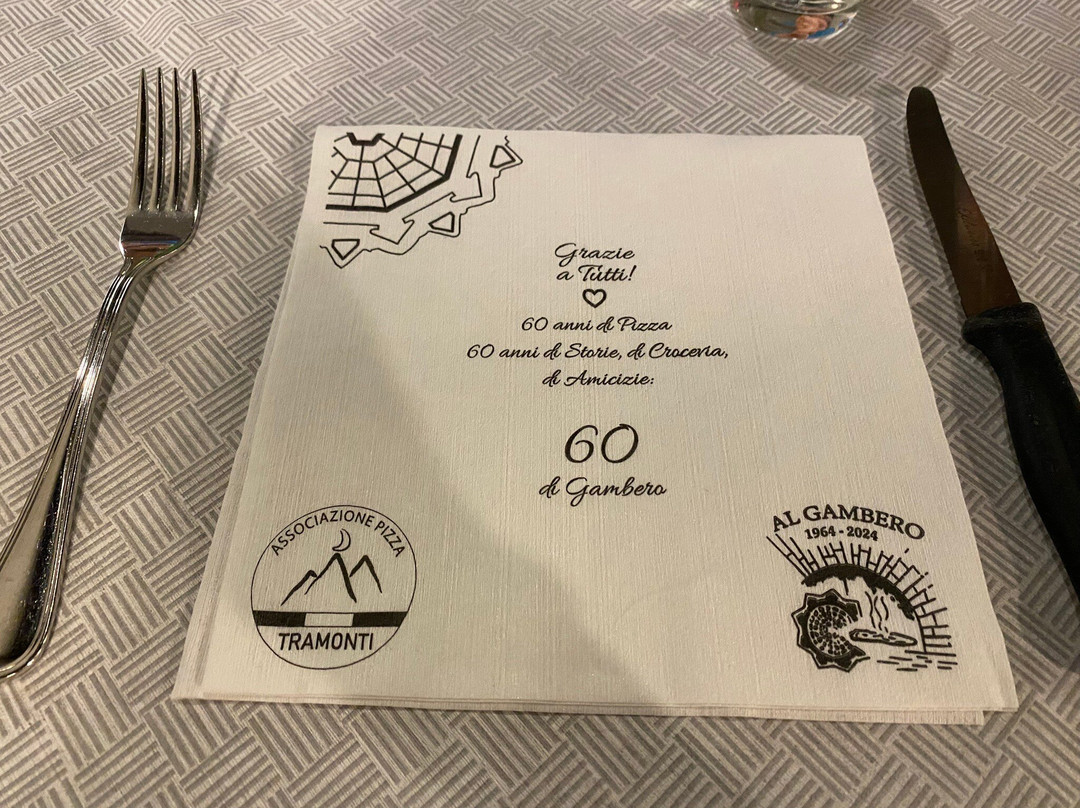 Grazie
a Tutti!
60 anni di Pizza
60 anni di Storie, di Crocevia,
di Amicizie:
60
di Gambero
ASSOCIAZIONE PIZZA
TRAMONTI
AL GAMBERO
1964 - 2024